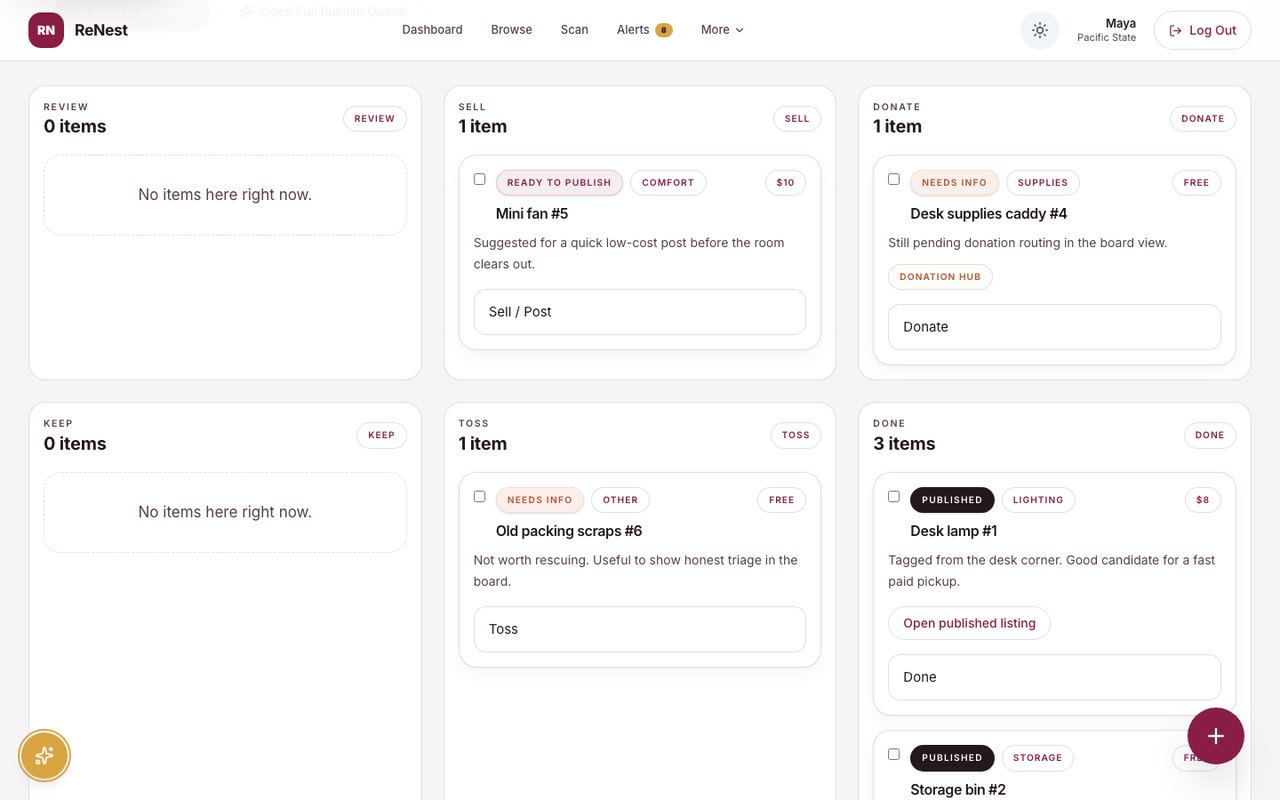 Publish Selected
Open Full Publish Queue
RN
ReNest
Dashboard
Browse
Scan
Alerts 8
More
Maya
Pacific State
Log Out
REVIEW
0 items
REVIEW
No items here right now.
SELL
1 item
SELL
READY TO PUBLISH
COMFORT
$10
Mini fan #5
Suggested for a quick low-cost post before the room
clears out.
Sell / Post
DONATE
1 item
DONATE
NEEDS INFO
SUPPLIES
FREE
Desk supplies caddy #4
Still pending donation routing in the board view.
DONATION HUB
Donate
KEEP
0 items
KEEP
No items here right now.
TOSS
1 item
TOSS
NEEDS INFO
OTHER
FREE
Old packing scraps #6
Not worth rescuing. Useful to show honest triage in the
board.
Toss
DONE
3 items
DONE
PUBLISHED
LIGHTING
$8
Desk lamp #1
Tagged from the desk corner. Good candidate for a fast
paid pickup.
Open published listing
Done
PUBLISHED
STORAGE
Storage bin #2